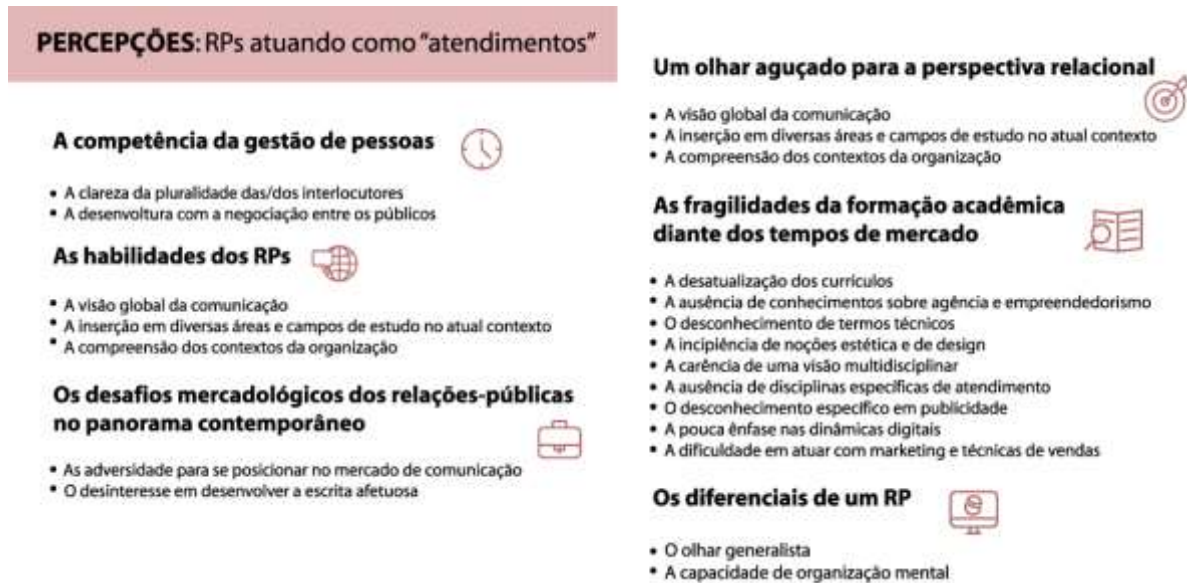 PERCEPÇÕES: RPs atuando como “atendimentos”
A competência da gestão de pessoas
• A clareza da pluralidade das/dos interlocutores
• A desenvoltura com a negociação entre os públicos
As habilidades dos RPs
• A visão global da comunicação
• A inserção em diversas áreas e campos de estudo no atual contexto
• A compreensão dos contextos da organização
Os desafios mercadológicos dos relações-públicas
no panorama contemporâneo
• As adversidade para se posicionar no mercado de comunicação
• O desinteresse em desenvolver a escrita afetuosa
Um olhar aguçado para a perspectiva relacional
• A visão global da comunicação
• A inserção em diversas áreas e campos de estudo no atual contexto
• A compreensão dos contextos da organização
As fragilidades da formação acadêmica
diante dos tempos de mercado
• A desatualização dos currículos
• A ausência de conhecimentos sobre agência e empreendedorismo
• O desconhecimento de termos técnicos
• A incipiência de noções estética e de design
• A carência de uma visão multidisciplinar
• A ausência de disciplinas específicas de atendimento
• O desconhecimento específico em publicidade
• A pouca ênfase nas dinâmicas digitais
• A dificuldade em atuar com marketing e técnicas de vendas
Os diferenciais de um RP
• O olhar generalista
• A capacidade de organização mental